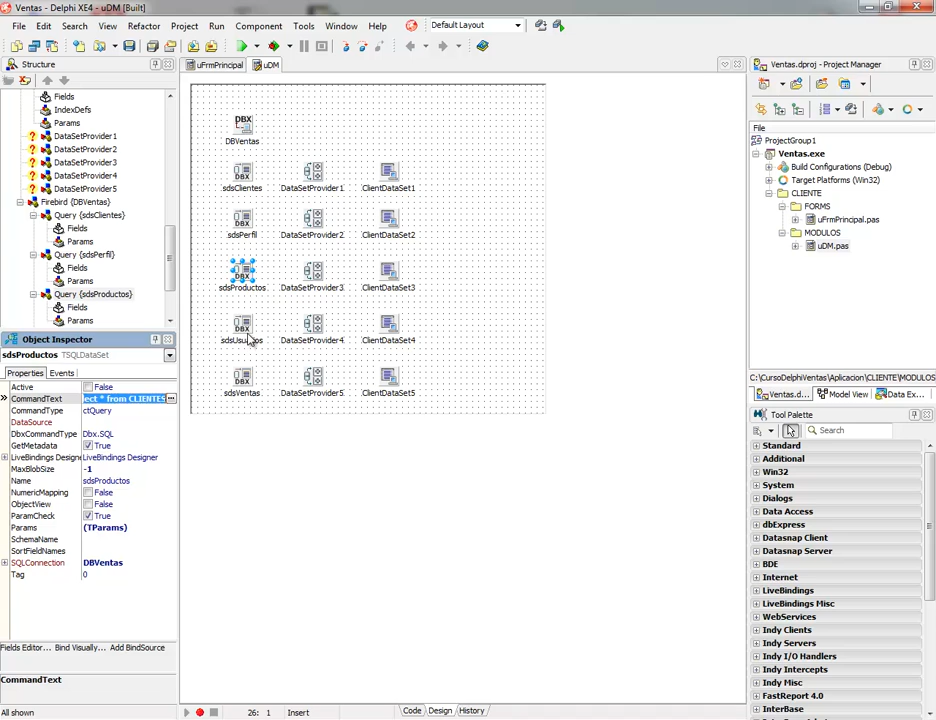 Ventas - Delphi XE4 - uDM [Built]
File Edit Search View Refactor Project Run Component Tools Window Help
Default Layout
Structure
Fields
IndexDefs
Params
DataSetProvider1
DataSetProvider2
DataSetProvider3
DataSetProvider4
DataSetProvider5
Firebird {DBVentas}
Query {sdsClientes}
Fields
Params
Query {sdsPerfil}
Fields
Params
Query {sdsProductos}
Fields
Params
Object Inspector
sdsProductos TSQLDataSet
Properties Events
Active False
CommandText ect * from CLIENTES
CommandType ctQuery
DataSource
DbxCommandType Dbx.SQL
GetMetadata True
LiveBindings Designe LiveBindings Designer
MaxBlobSize -1
Name sdsProductos
NumericMapping False
ObjectView False
ParamCheck True
Params (TParams)
SchemaName
SortFieldNames
SQLConnection DBVentas
Tag 0
Fields Editor... Bind Visually... Add BindSource
CommandText
All shown
uFrmPrincipal uDM
DBX
DBVentas
DBX
sdsClientes DataSetProvider1 ClientDataSet1
DBX
sdsPerfil DataSetProvider2 ClientDataSet2
DBX
sdsProductos DataSetProvider3 ClientDataSet3
DBX
sdsUsuarios DataSetProvider4 ClientDataSet4
DBX
sdsVentas DataSetProvider5 ClientDataSet5
26: 1 Insert Code Design History
Ventas.dproj - Project Manager
File
ProjectGroup1
Ventas.exe
Build Configurations (Debug)
Target Platforms (Win32)
CLIENTE
FORMS
uFrmPrincipal.pas
MODULOS
uDM.pas
C:\CursoDelphiVentas\Aplicacion\CLIENTE\MODULOS
Ventas.d... Model View Data Ex...
Tool Palette
Search
Standard
Additional
Win32
System
Dialogs
Data Access
dbExpress
Datasnap Client
Datasnap Server
BDE
Internet
LiveBindings
LiveBindings Misc
WebServices
Indy Clients
Indy Servers
Indy I/O Handlers
Indy Intercepts
Indy Misc
FastReport 4.0
InterBase